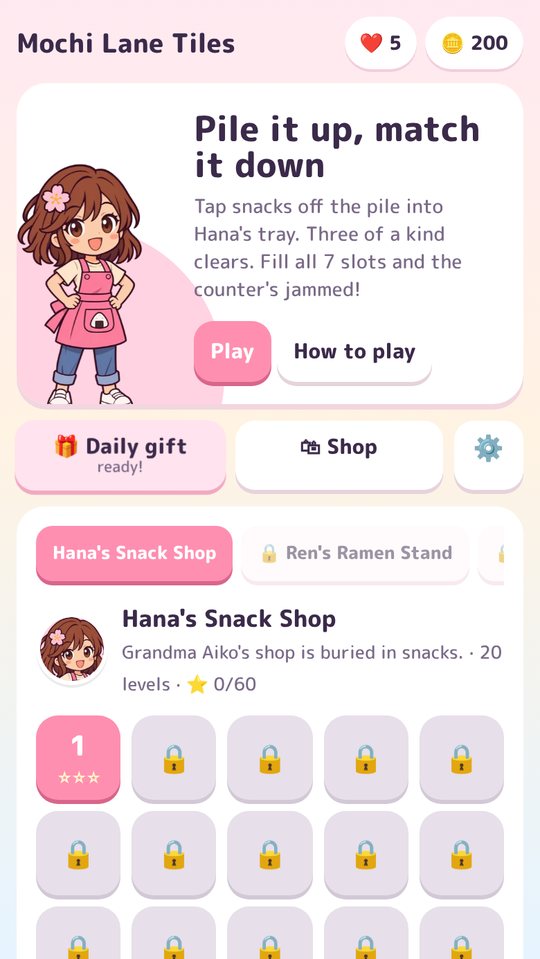 Mochi Lane Tiles
5
200
Pile it up, match
it down
Tap snacks off the pile into
Hana's tray. Three of a kind
clears. Fill all 7 slots and the
counter's jammed!
Play
How to play
Daily gift
ready!
Shop
Hana's Snack Shop
Ren's Ramen Stand
Hana's Snack Shop
Grandma Aiko's shop is buried in snacks. · 20
levels · ⭐ 0/60
1